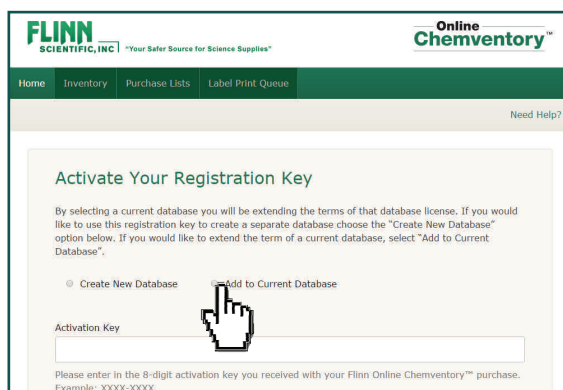 FLINN
SCIENTIFIC, INC "Your Safer Source for Science Supplies"
Online
Chemventory™
Home Inventory Purchase Lists Label Print Queue
Need Help?
Activate Your Registration Key
By selecting a current database you will be extending the terms of that database license. If you would
like to use this registration key to create a separate database choose the "Create New Database"
option below. If you would like to extend the term of a current database, select "Add to Current
Database".
Create New Database Add to Current Database
Activation Key
Please enter in the 8-digit activation key you received with your Flinn Online Chemventory™ purchase.
Example: XXXX-XXXX